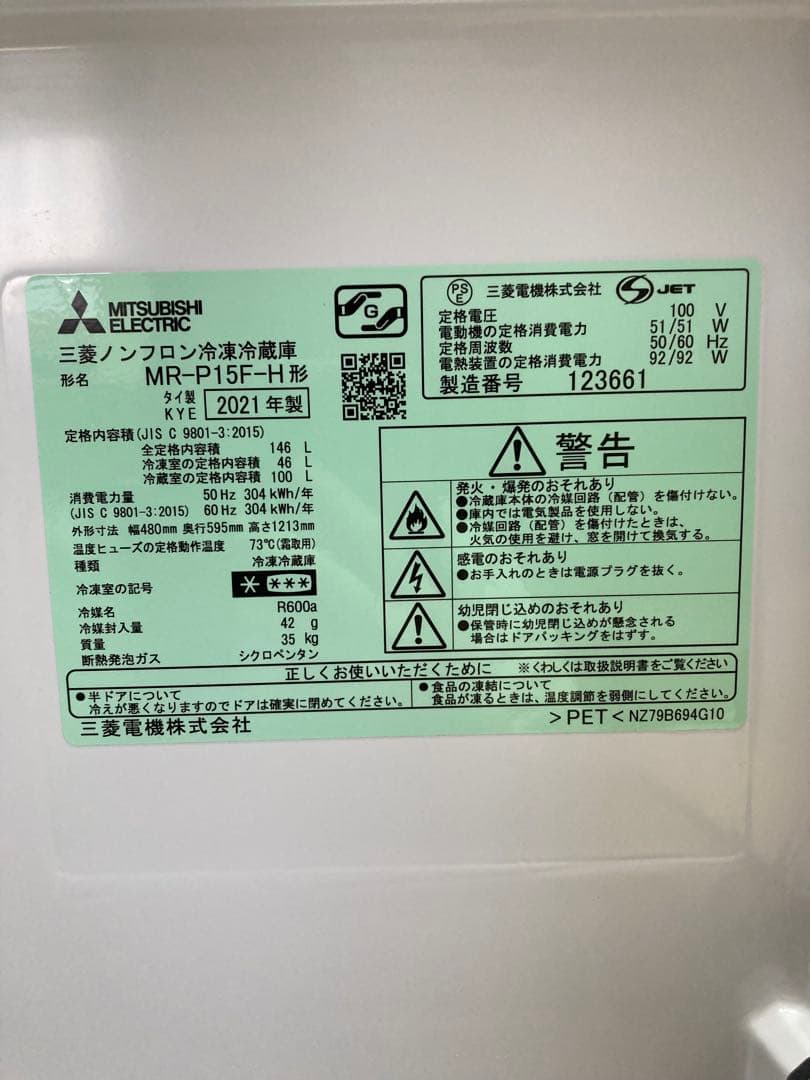 MITSUBISHI
ELECTRIC
G
三菱ノンフロン冷凍冷蔵庫
形名 MR-P15F-H形
タイ製
KYE 2021年製
PS
E 三菱電機株式会社 S JET
定格電圧 100 V
電動機の定格消費電力 51/51 W
定格周波数 50/60 Hz
電熱装置の定格消費電力 92/92 W
製造番号 123661
定格内容積(JIS C 9801-3:2015)
全定格内容積 146 L
冷凍室の定格内容積 46 L
冷蔵室の定格内容積 100 L
消費電力量 50Hz 304kWh/年
(JIS C 9801-3:2015) 60Hz 304kWh/年
外形寸法 幅480mm 奥行595mm 高さ1213mm
温度ヒューズの定格動作温度 73℃(霜取用)
種類 冷凍冷蔵庫
冷凍室の記号
冷媒名 R600a
冷媒封入量 42 g
質量 35 kg
断熱発泡ガス シクロペンタン
警告
発火・爆発のおそれあり
●冷蔵庫本体の冷媒回路(配管)を傷付けない。
●庫内では電気製品を使用しない。
●冷媒回路(配管)を傷付けたときは、
火気の使用を避け、窓を開けて換気する。
感電のおそれあり
●お手入れのときは電源プラグを抜く。
幼児閉じ込めのおそれあり
●保管時に幼児閉じ込めが懸念される
場合はドアパッキングをはずす。
正しくお使いいただくために ※くわしくは取扱説明書をご覧ください
●半ドアについて
冷えが悪くなりますのでドアは確実に閉めてください。
●食品の凍結について
食品が凍るときは、温度調節を弱側にしてください。
三菱電機株式会社
>PET< NZ79B694G10